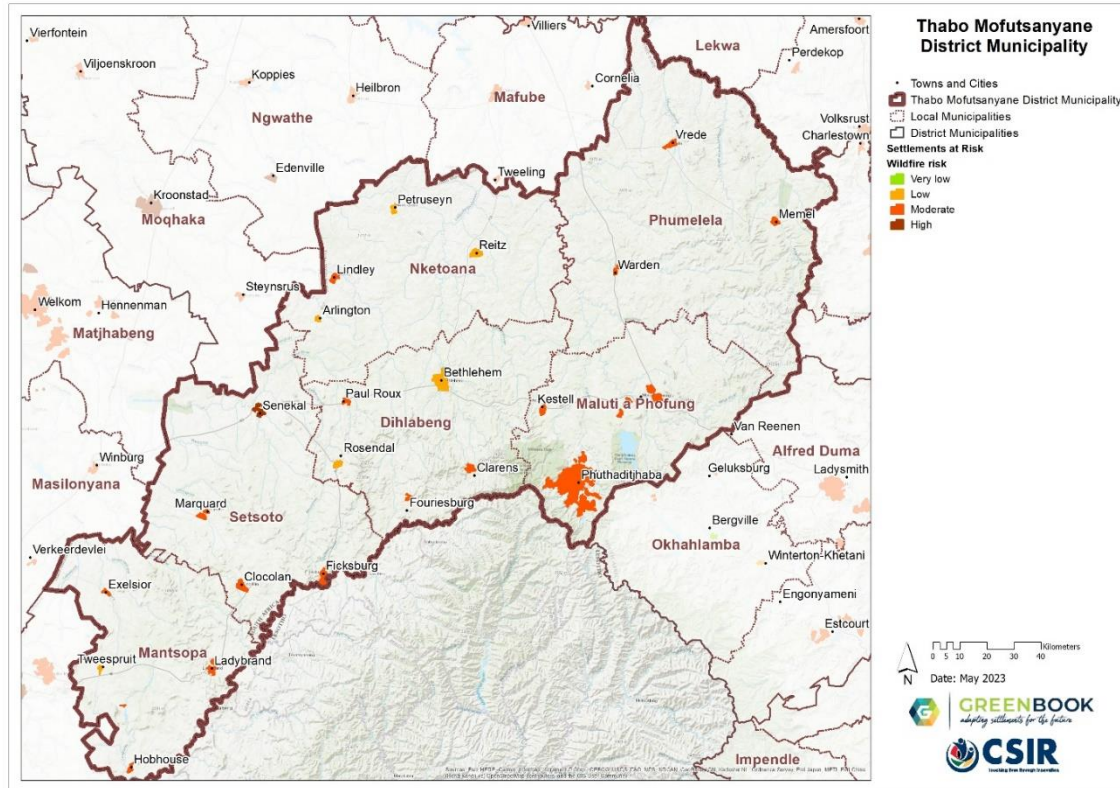 Thabo Mofutsanyane
District Municipality
Towns and Cities
Thabo Mofutsanyane District Municipality
Local Municipalities
District Municipalities
Settlements at Risk
Wildfire risk
Very low
Low
Moderate
High
Vierfontein
Viljoenskroon
Koppies
Heilbron
Ngwathe
Villiers
Mafube
Cornelia
Lekwa
Amersfoort
Perdekop
Volksrust
Charlestown
Vrede
Edenville
Kroonstad
Moqhaka
Tweeling
Petruseyn
Phumelela
Memel
Reitz
Nketoana
Warden
Lindley
Steynsrus
Arlington
Welkom
Hennenman
Matjhabeng
Bethlehem
Paul Roux
Kestell
Maluti a Phofung
Senekal
Dihlabeng
Van Reenen
Rosendal
Alfred Duma
Winburg
Masilonyana
Clarens
Phuthaditjhaba
Geluksburg
Ladysmith
Marquard
Setsoto
Fouriesburg
Bergville
Okhahlamba
Verkeerdevlei
Winterton-Khetani
Ficksburg
Clocolan
Exelsior
Engonyameni
Estcourt
Mantsopa
Tweespruit
Ladybrand
Hobhouse
Impendle
N
0 5 10 20 30 40
Kilometers
Date: May 2023
G
GREENBOOK
adapting settlements for the future
CSIR
Touching lives through innovation